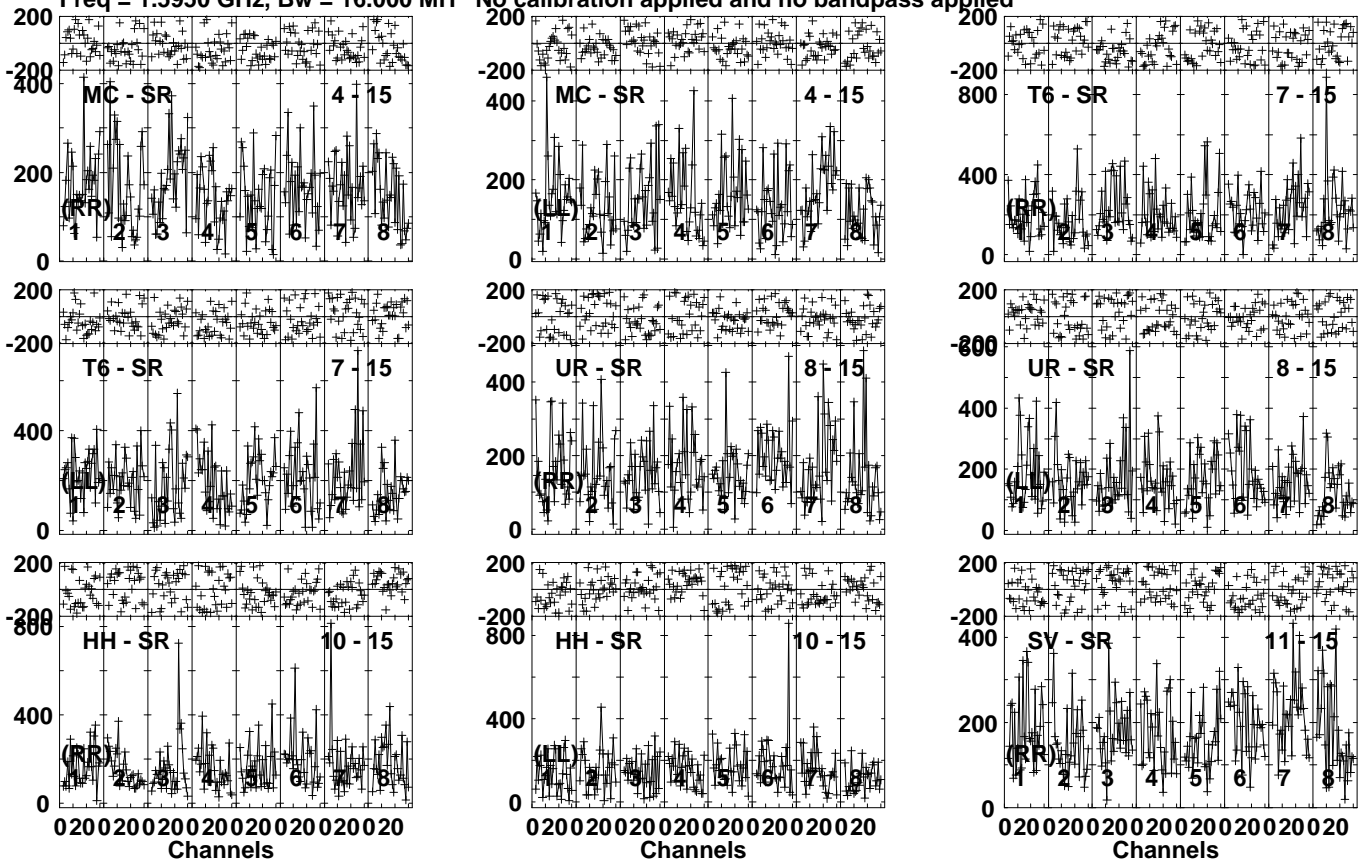 Freq = 1.5950 GHz, Bw = 16.000 MH No calibration applied and no bandpass applied
200 200 200
-200 -200 -200
MC - SR 4 - 15 MC - SR 4 - 15 T6 - SR 7 - 15
400 400 800
200 200 400
(RR) (LL) (RR)
1 2 3 4 5 6 7 8 1 2 3 4 5 6 7 8 1 2 3 4 5 6 7 8
0 0 0
200 200 200
-200 -200 -200
600
T6 - SR 7 - 15 UR - SR 8 - 15 UR - SR 8 - 15
400 400 400
200 200
(LL) (RR) (LL)
1 2 3 4 5 6 7 8 1 2 3 4 5 6 7 8 1 2 3 4 5 6 7 8
0 0 0
200 200 200
-200 -200 -200
800 800
HH - SR 10 - 15 HH - SR 10 - 15 SV - SR 11 - 15
400 400 400
200
(RR) (LL) (RR)
1 2 3 4 5 6 7 8 1 2 3 4 5 6 7 8 1 2 3 4 5 6 7 8
0 0 0
0 20 0 20 0 20 0 20 0 20 0 20 0 20 0 20 0 20 0 20 0 20 0 20 0 20 0 20 0 20 0 20 0 20 0 20 0 20 0 20 0 20 0 20 0 20 0 20
Channels Channels Channels